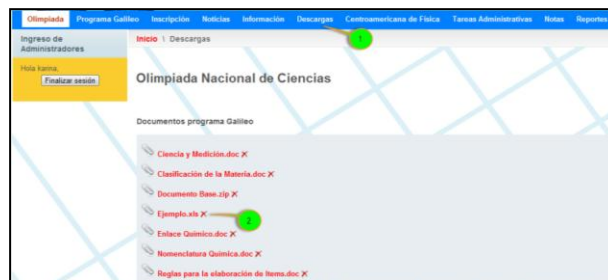 Olimpiada Programa Galileo Inscripción Noticias Información Descargas Centroamericana de Física Tareas Administrativas Notas Reportes
Ingreso de
Administradores
Inicio \ Descargas
1
Hola karina,
Finalizar sesión
Olimpiada Nacional de Ciencias
Documentos programa Galileo
Ciencia y Medición.doc X
Clasificación de la Materia.doc X
Documento Base.zip X
Ejemplo.xls X
2
Enlace Químico.doc X
Nomenclatura Química.doc X
Reglas para la elaboración de Items.doc X